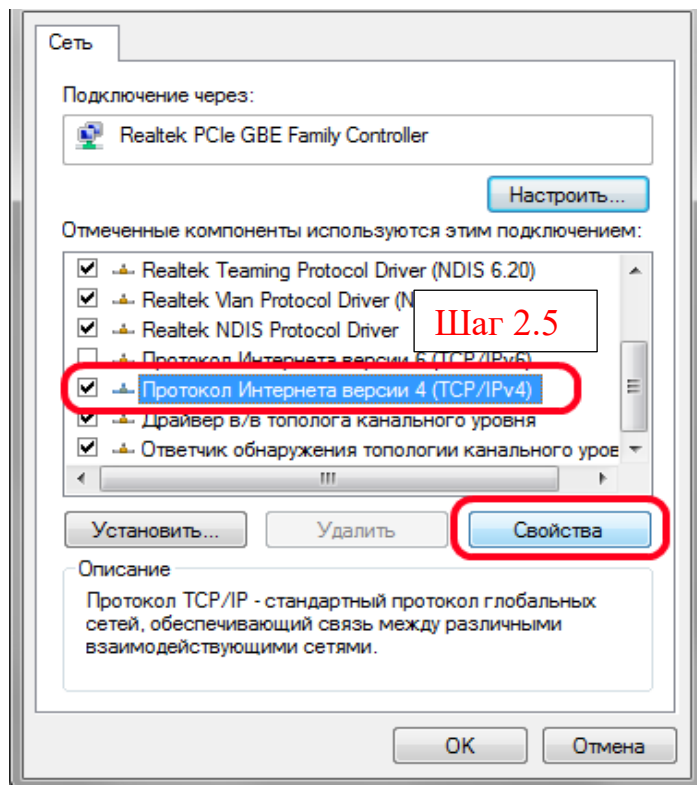 Сеть
Подключение через:
Realtek PCIe GBE Family Controller
Настроить...
Отмеченные компоненты используются этим подключением:
Realtek Teaming Protocol Driver (NDIS 6.20)
Realtek Vlan Protocol Driver (N
Realtek NDIS Protocol Driver
Шаг 2.5
Протокол Интернета версии 6 (TCP/IPv6)
Протокол Интернета версии 4 (TCP/IPv4)
Драйвер в/в тополога канального уровня
Ответчик обнаружения топологии канального уров
Установить... Удалить Свойства
Описание
Протокол TCP/IP - стандартный протокол глобальных
сетей, обеспечивающий связь между различными
взаимодействующими сетями.
OK Отмена